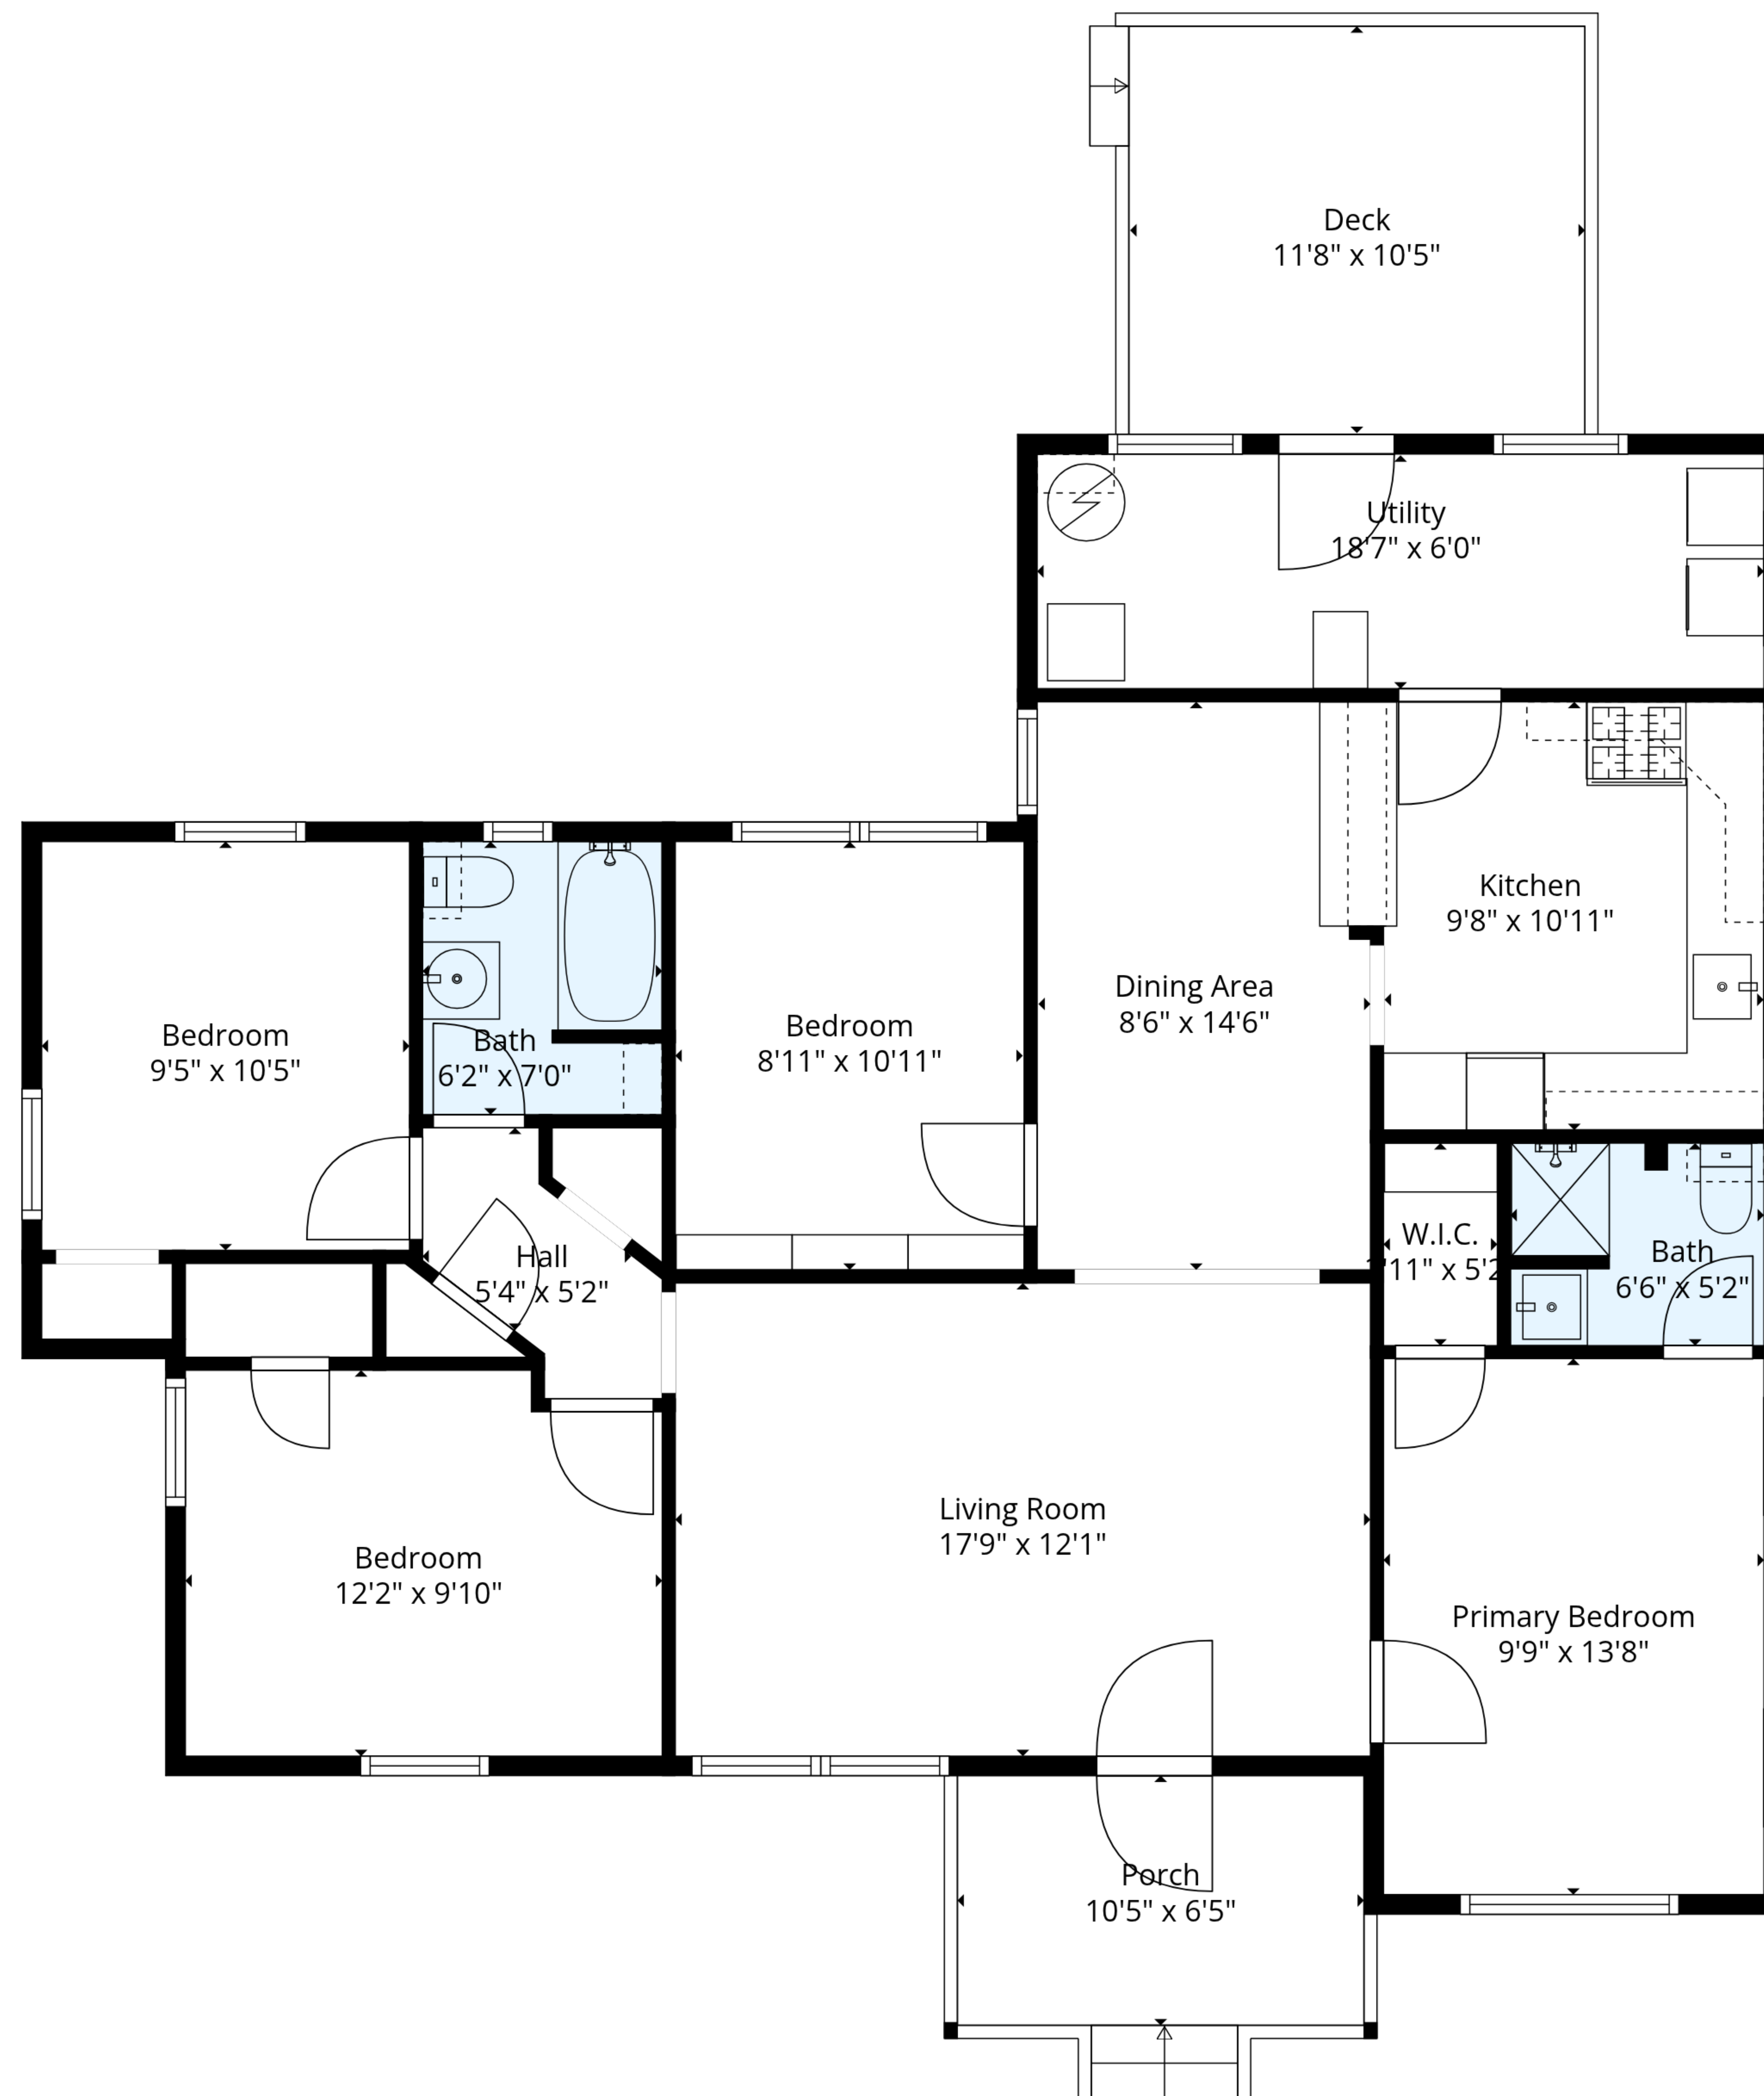 Deck
11'8" x 10'5"
Utility
18'7" x 6'0"
Kitchen
9'8" x 10'11"
Dining Area
8'6" x 14'6"
Bedroom
8'11" x 10'11"
Bedroom
9'5" x 10'5"
Bath
6'2" x 7'0"
Hall
5'4" x 5'2"
W.I.C.
'11" x 5'2
Bath
6'6" x 5'2"
Living Room
17'9" x 12'1"
Bedroom
12'2" x 9'10"
Primary Bedroom
9'9" x 13'8"
Porch
10'5" x 6'5"